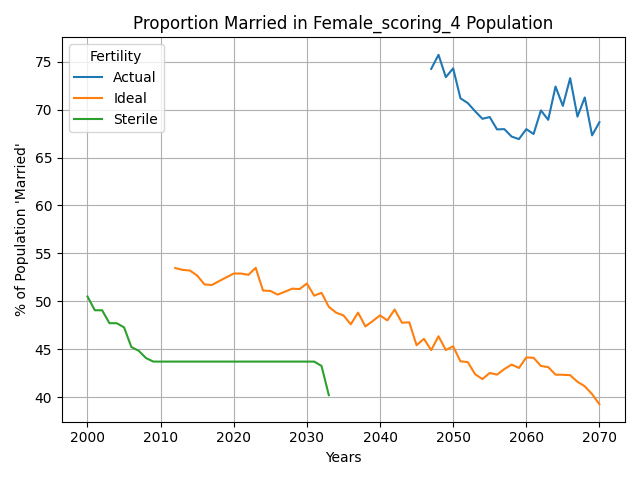 Proportion Married in Female_scoring_4 Population
Fertility
Actual
Ideal
Sterile
% of Population 'Married'
75
70
65
60
55
50
45
40
2000
2010
2020
2030
2040
2050
2060
2070
Years